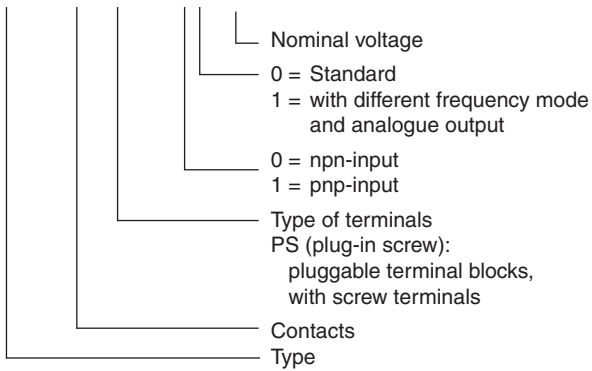 Nominal voltage
0 = Standard
1 = with different frequency mode
and analogue output
0 = npn-input
1 = pnp-input
Type of terminals
PS (plug-in screw):
pluggable terminal blocks,
with screw terminals
Contacts
Type